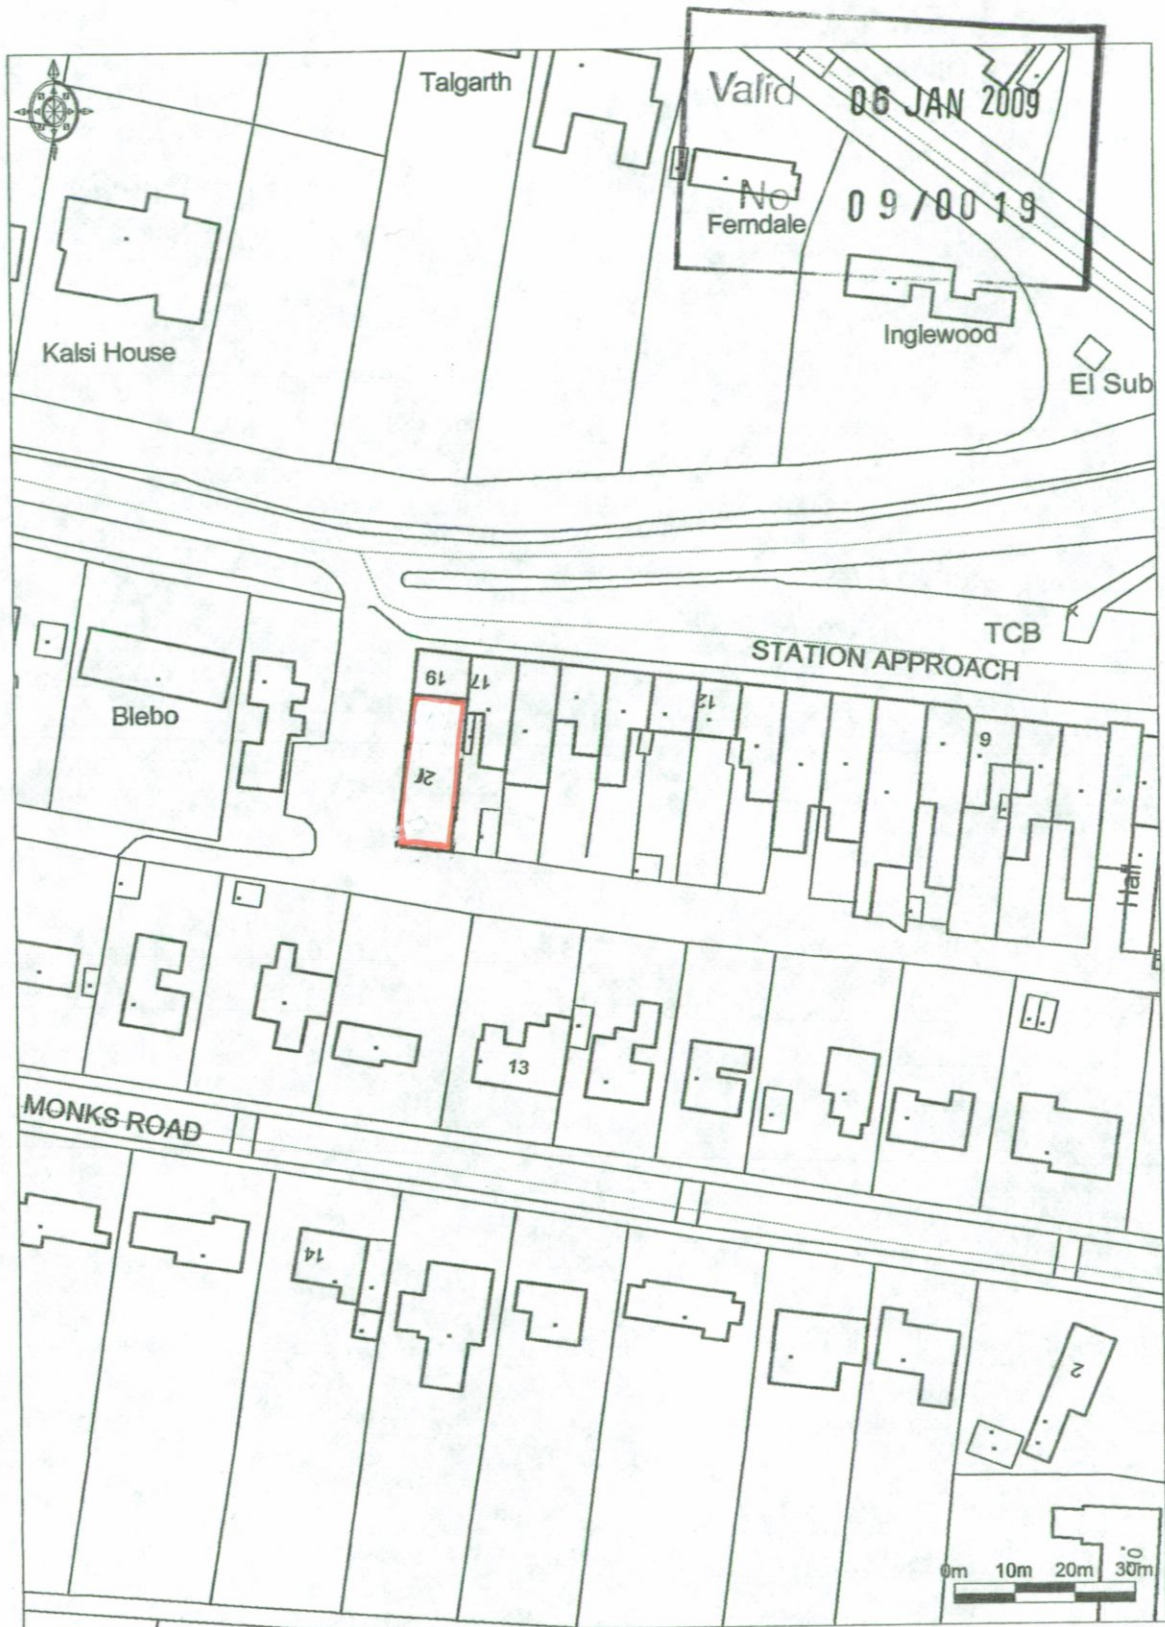 Talgarth
Valid 06 JAN 2009
No 09/0019
Ferndale
Kalsi House
Inglewood
El Sub
TCB
STATION APPROACH
19
17
12
9
Blebo
Hall
13
MONKS ROAD
14
2
0m 10m 20m 30m